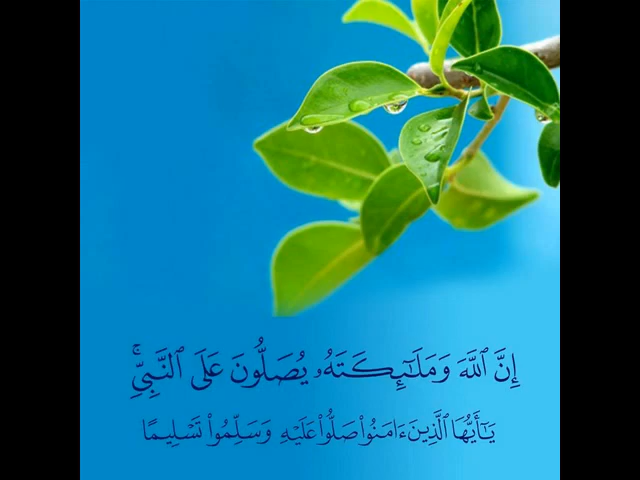 إِنَّ ٱللَّهَ وَمَلَـٰٓئِكَتَهُۥ يُصَلُّونَ عَلَى ٱلنَّبِىِّۚ
يَـٰٓأَيُّهَا ٱلَّذِينَ ءَامَنُوا۟ صَلُّوا۟ عَلَيْهِ وَسَلِّمُوا۟ تَسْلِيمًا